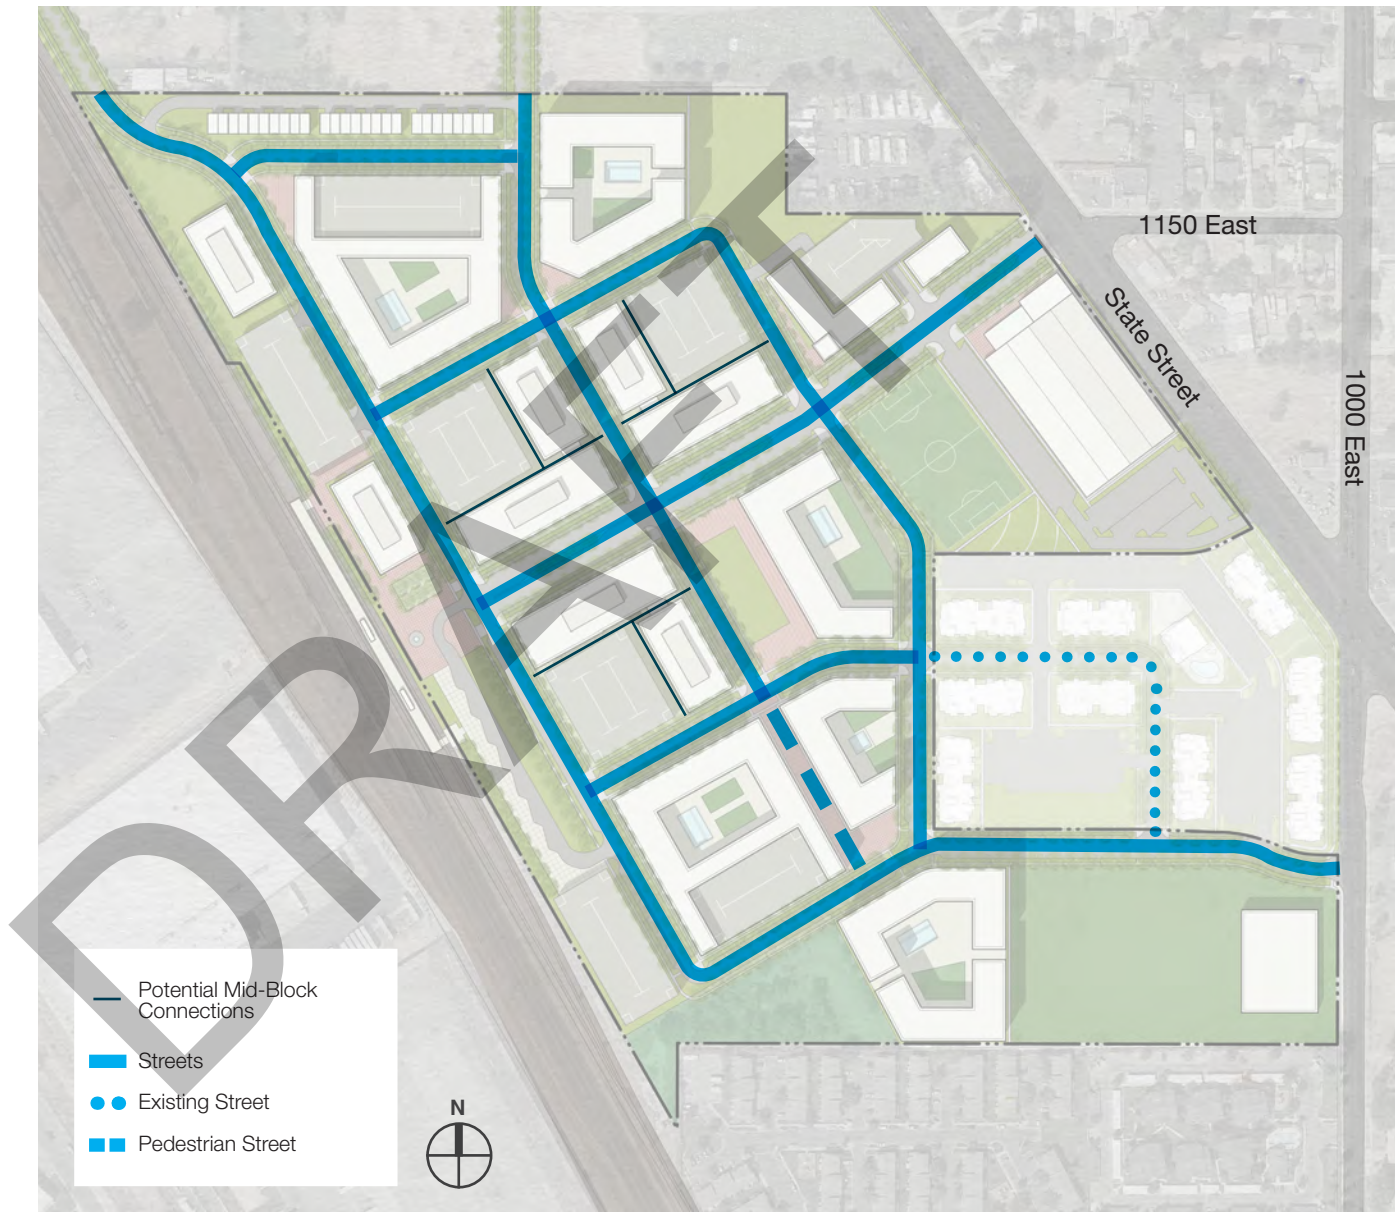 1150 East
State Street
1000 East
DRAFT
Potential Mid-Block
Connections
Streets
Existing Street
Pedestrian Street
N